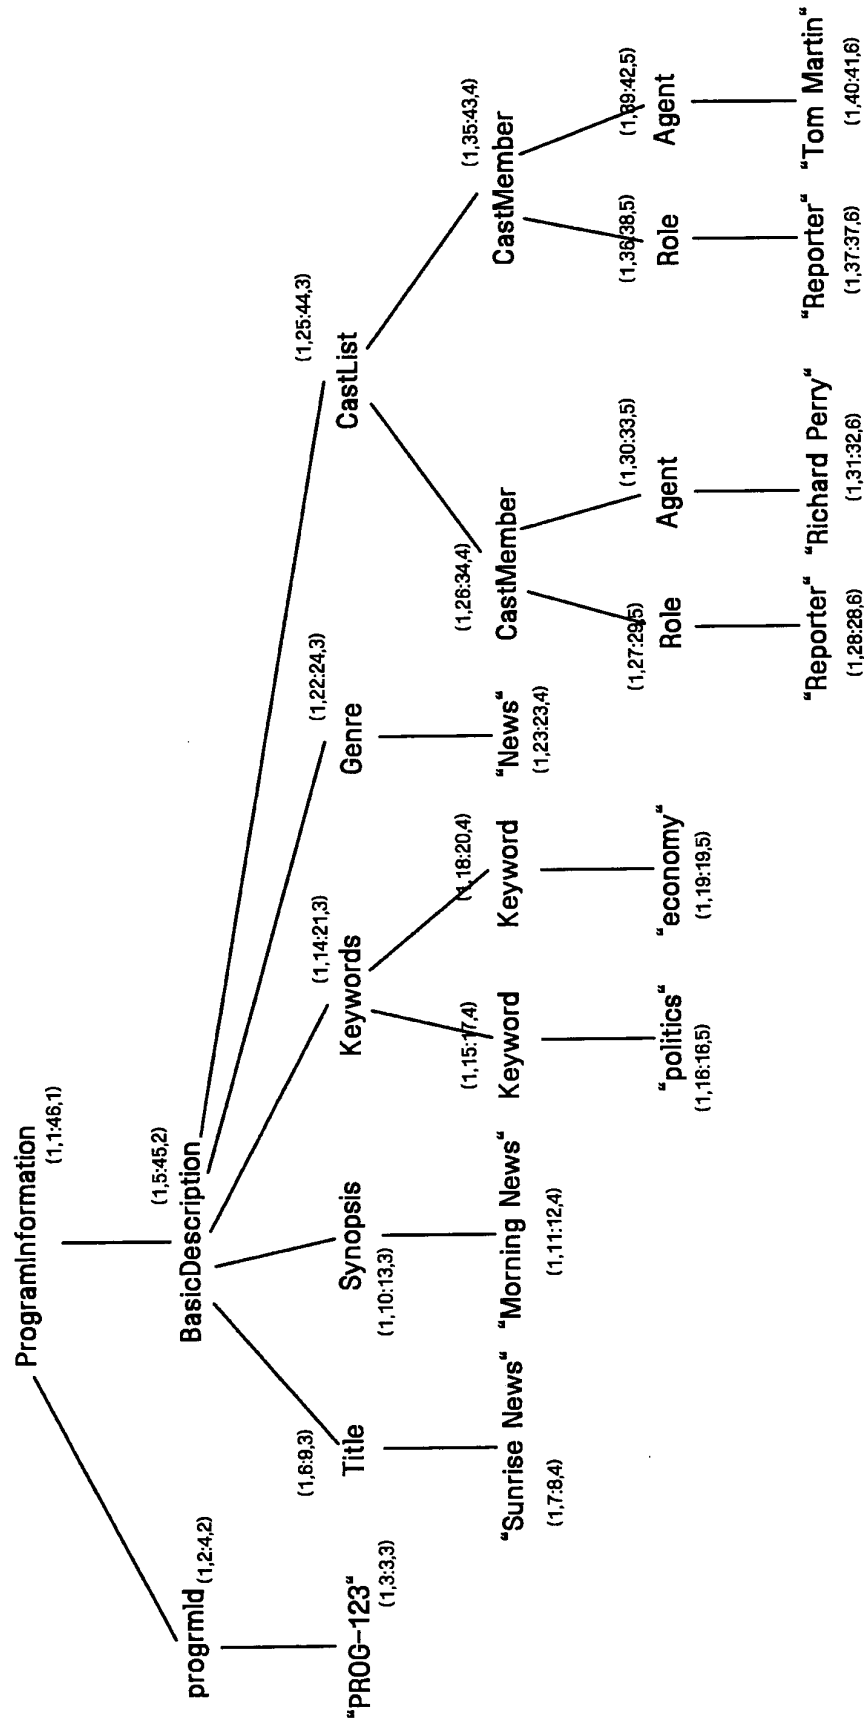 ProgramInformation
(1,1:46,1)
progrmId (1,2:4,2)
(1,5:45,2)
BasicDescription
"PROG-123"
(1,3:3,3)
(1,6:9,3)
Title
Synopsis
(1,10:13,3)
(1,14:21,3)
Keywords
(1,22:24,3)
Genre
(1,25:44,3)
CastList
"Sunrise News"
(1,7:8,4)
"Morning News"
(1,11:12,4)
(1,15:17,4)
Keyword
(1,18:20,4)
Keyword
"News"
(1,23:23,4)
(1,26:34,4)
CastMember
(1,35:43,4)
CastMember
"politics"
(1,16:16,5)
"economy"
(1,19:19,5)
(1,27:29,5)
Role
(1,30:33,5)
Agent
(1,36:38,5)
Role
(1,39:42,5)
Agent
"Reporter"
(1,28:28,6)
"Richard Perry"
(1,31:32,6)
"Reporter"
(1,37:37,6)
"Tom Martin"
(1,40:41,6)